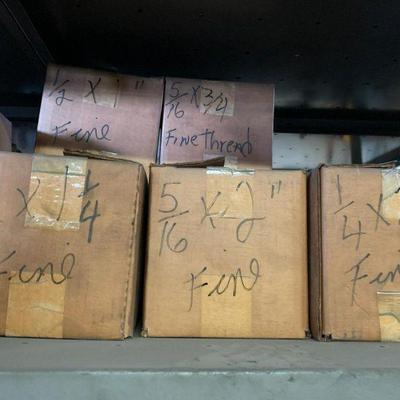 1/2 X 1"
Fine
5/16 X 3/4
Fine thread
X 1 1/4
Fine
5/16 X 2"
Fine
1/4 X
Fin